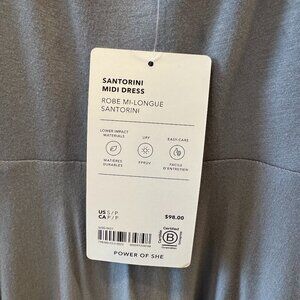 SANTORINI
MIDI DRESS
ROBE MI-LONGUE
SANTORINI
LOWER IMPACT
MATERIALS
UPF
EASY-CARE
MATIÈRES
DURABLES
FPRUV
FACILE
D'ENTRETIEN
US S / P
CA P / P
$98.00
Certified
B
Corporation
POWER OF SHE